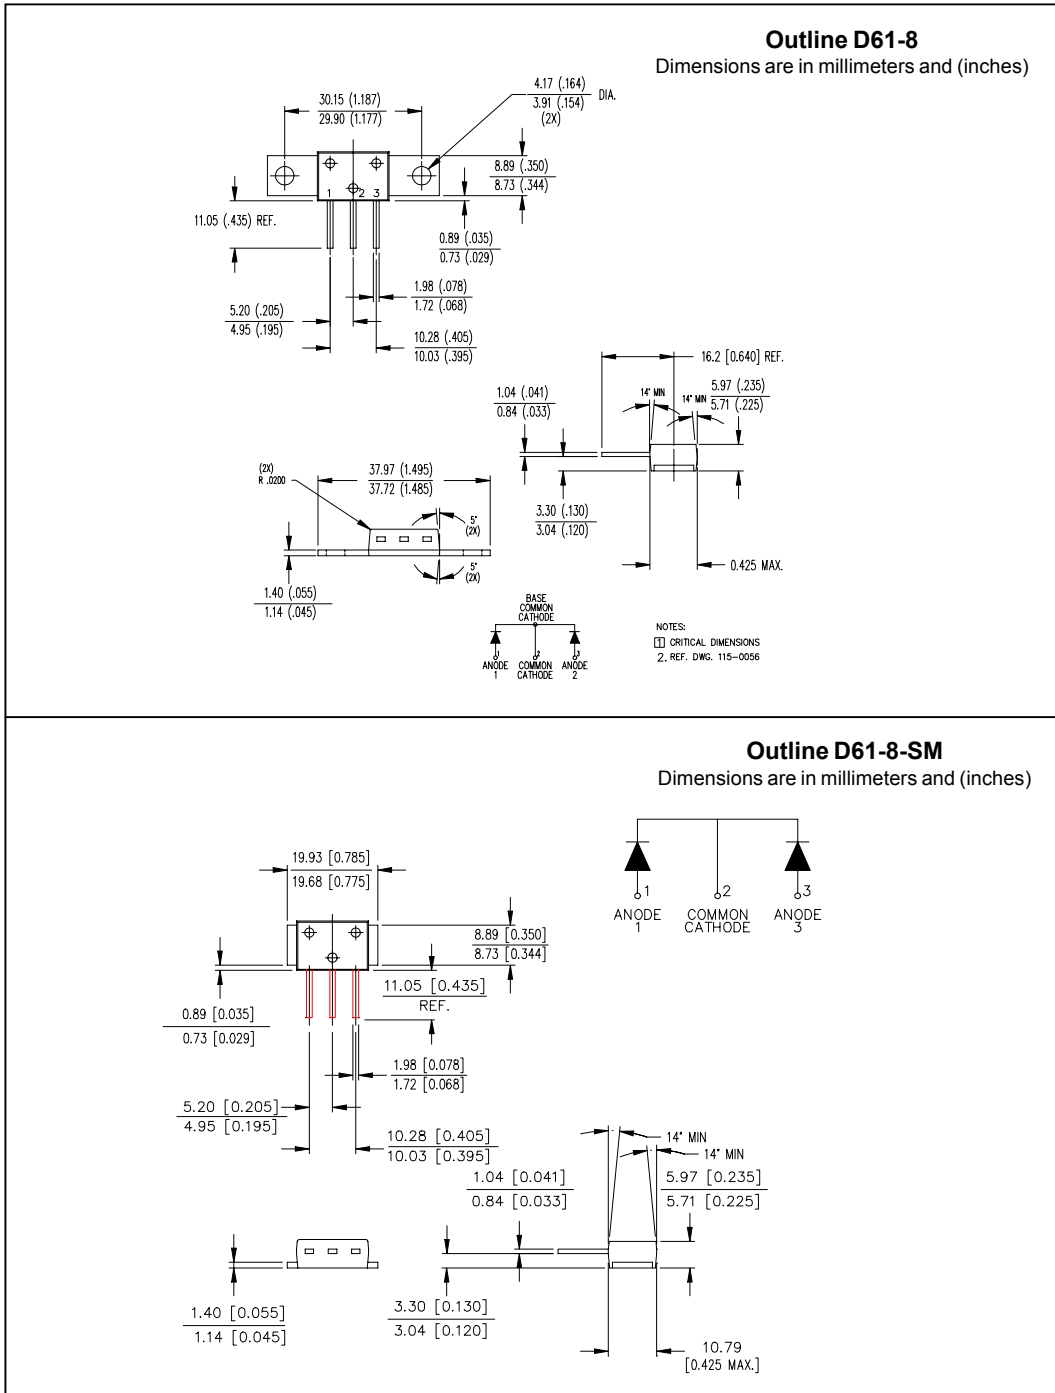 Outline D61-8
Dimensions are in millimeters and (inches)
30.15 (1.187)
29.90 (1.177)
4.17 (.164)
3.91 (.154)
DIA.
(2X)
8.89 (.350)
8.73 (.344)
1 2 3
11.05 (.435) REF.
0.89 (.035)
0.73 (.029)
1.98 (.078)
1.72 (.068)
5.20 (.205)
4.95 (.195)
10.28 (.405)
10.03 (.395)
16.2 [0.640] REF.
1.04 (.041)
0.84 (.033)
14° MIN
14° MIN
5.97 (.235)
5.71 (.225)
(2X)
R .0200
37.97 (1.495)
37.72 (1.485)
5°
(2X)
5°
(2X)
3.30 (.130)
3.04 (.120)
0.425 MAX.
1.40 (.055)
1.14 (.045)
BASE
COMMON
CATHODE
1 2 3
ANODE
1
COMMON
CATHODE
ANODE
2
NOTES:
1 CRITICAL DIMENSIONS
2. REF. DWG. 115-0056
Outline D61-8-SM
Dimensions are in millimeters and (inches)
1 2 3
ANODE
1
COMMON
CATHODE
ANODE
3
19.93 [0.785]
19.68 [0.775]
8.89 [0.350]
8.73 [0.344]
11.05 [0.435]
REF.
0.89 [0.035]
0.73 [0.029]
1.98 [0.078]
1.72 [0.068]
5.20 [0.205]
4.95 [0.195]
10.28 [0.405]
10.03 [0.395]
14° MIN
14° MIN
1.04 [0.041]
0.84 [0.033]
5.97 [0.235]
5.71 [0.225]
1.40 [0.055]
1.14 [0.045]
3.30 [0.130]
3.04 [0.120]
10.79
[0.425 MAX.]